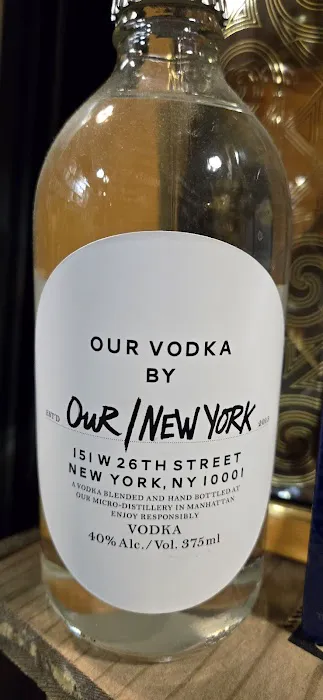 OUR VODKA
BY
EST'D OUR/NEW YORK
151 W 26TH STREET
NEW YORK, NY 10001
A VODKA BLENDED AND HAND BOTTLED AT
OUR MICRO-DISTILLERY IN MANHATTAN
ENJOY RESPONSIBLY
VODKA
40% Alc./Vol. 375ml